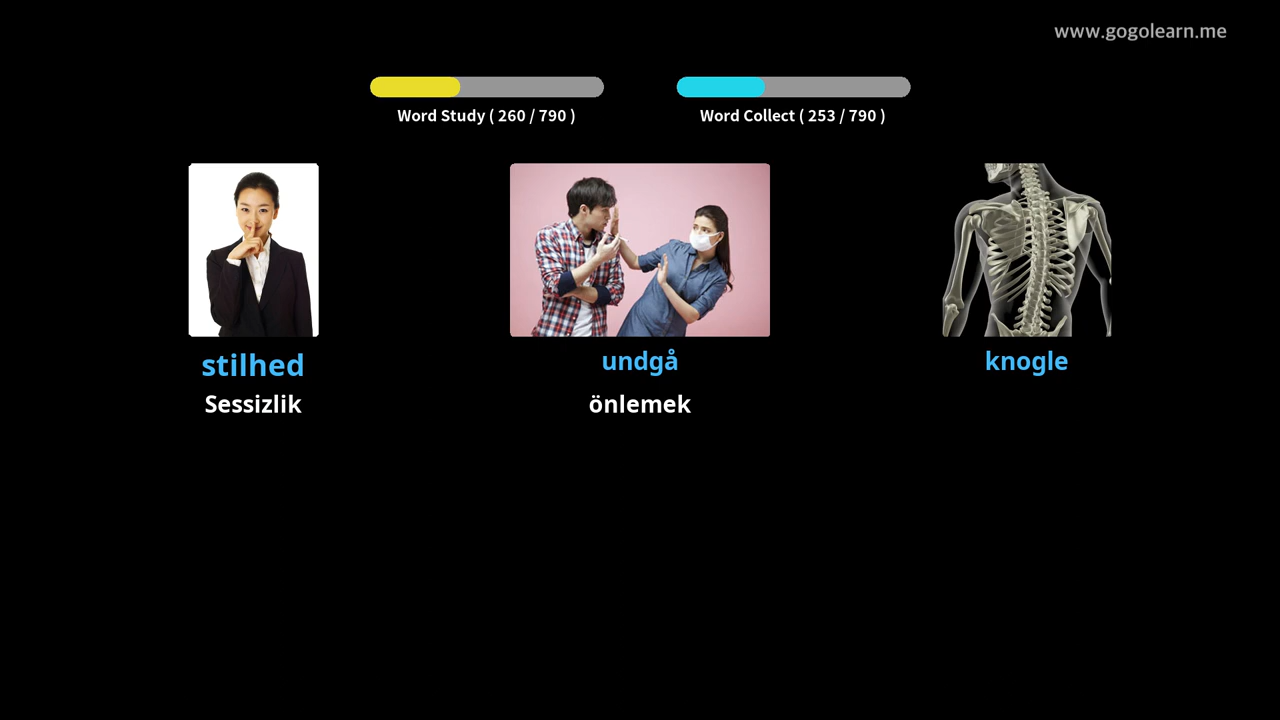 www.gogolearn.me
Word Study ( 260 / 790 )
Word Collect ( 253 / 790 )
stilhed
undgå
knogle
Sessizlik
önlemek